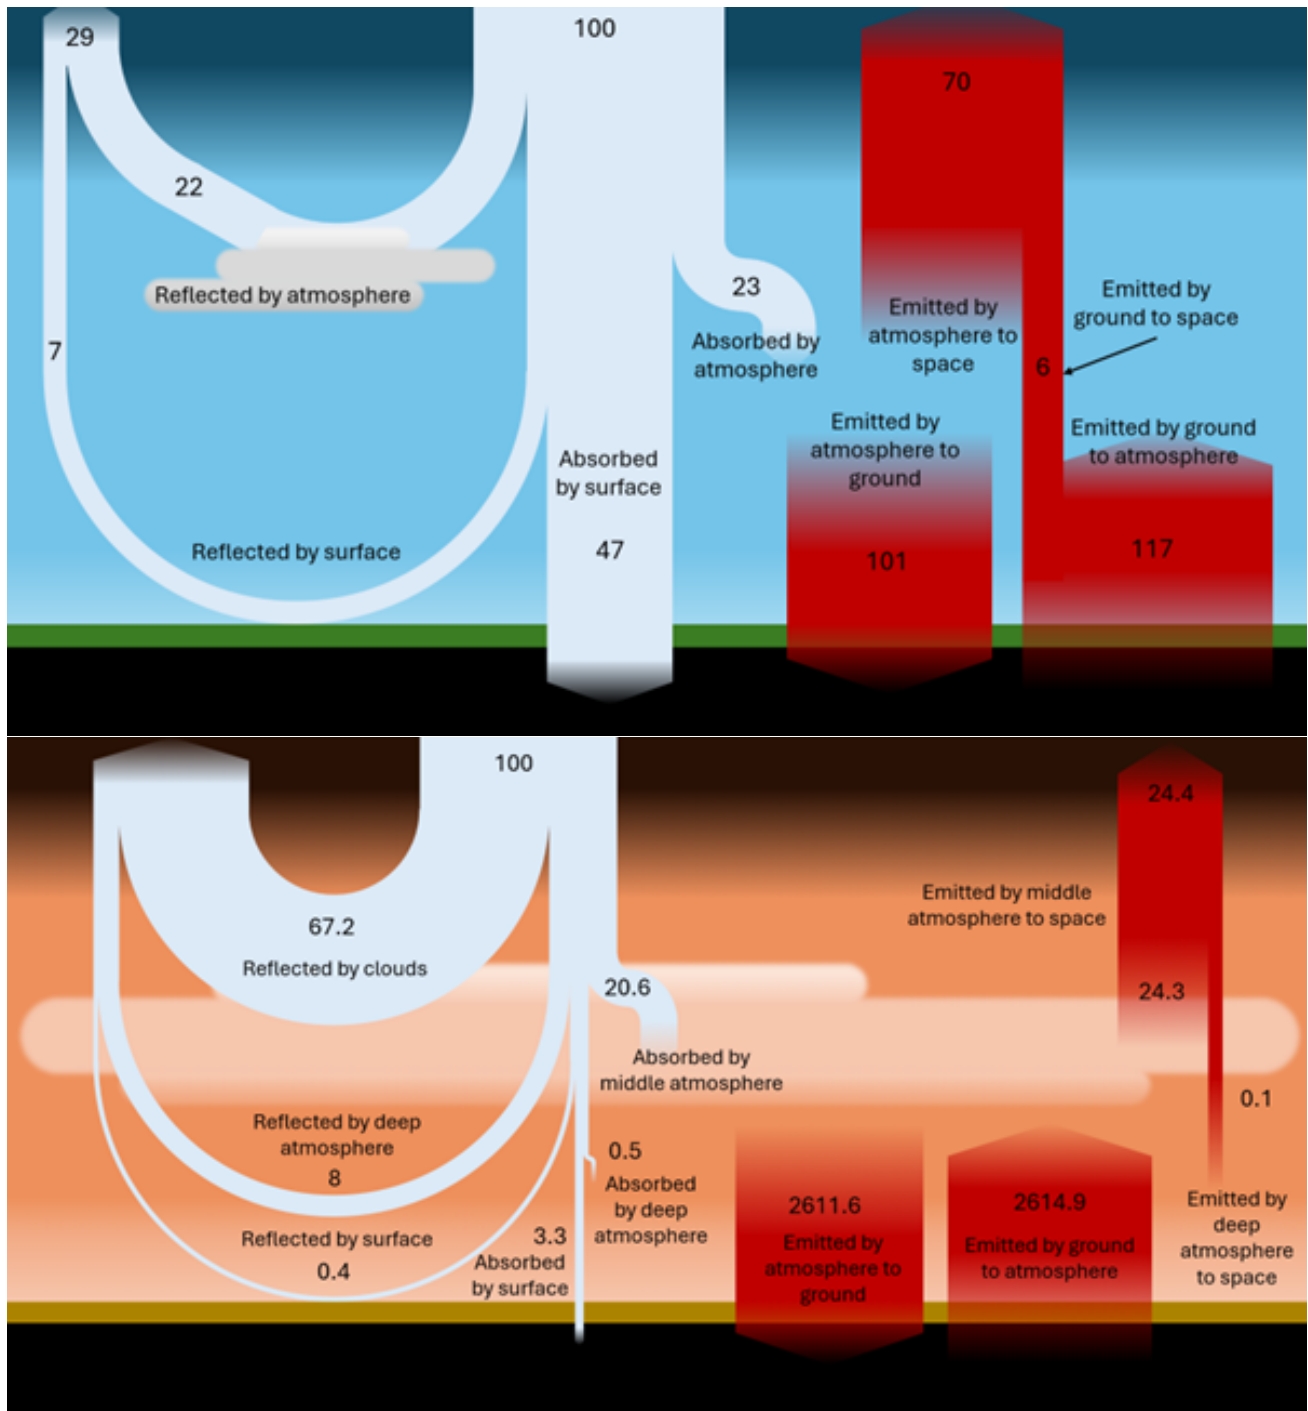 29
100
70
22
23
Reflected by atmosphere
Absorbed by
atmosphere
Emitted by
atmosphere to
space
Emitted by
ground to space
7
6
Emitted by
atmosphere to
ground
Emitted by ground
to atmosphere
Absorbed
by surface
Reflected by surface
47
101
117
100
24.4
67.2
Reflected by clouds
Emitted by middle
atmosphere to space
20.6
24.3
Absorbed by
middle atmosphere
0.1
Reflected by deep
atmosphere
8
0.5
Absorbed
by deep
atmosphere
Reflected by surface
0.4
3.3
Absorbed
by surface
2611.6
Emitted by
atmosphere to
ground
2614.9
Emitted by ground
to atmosphere
Emitted by
deep
atmosphere
to space